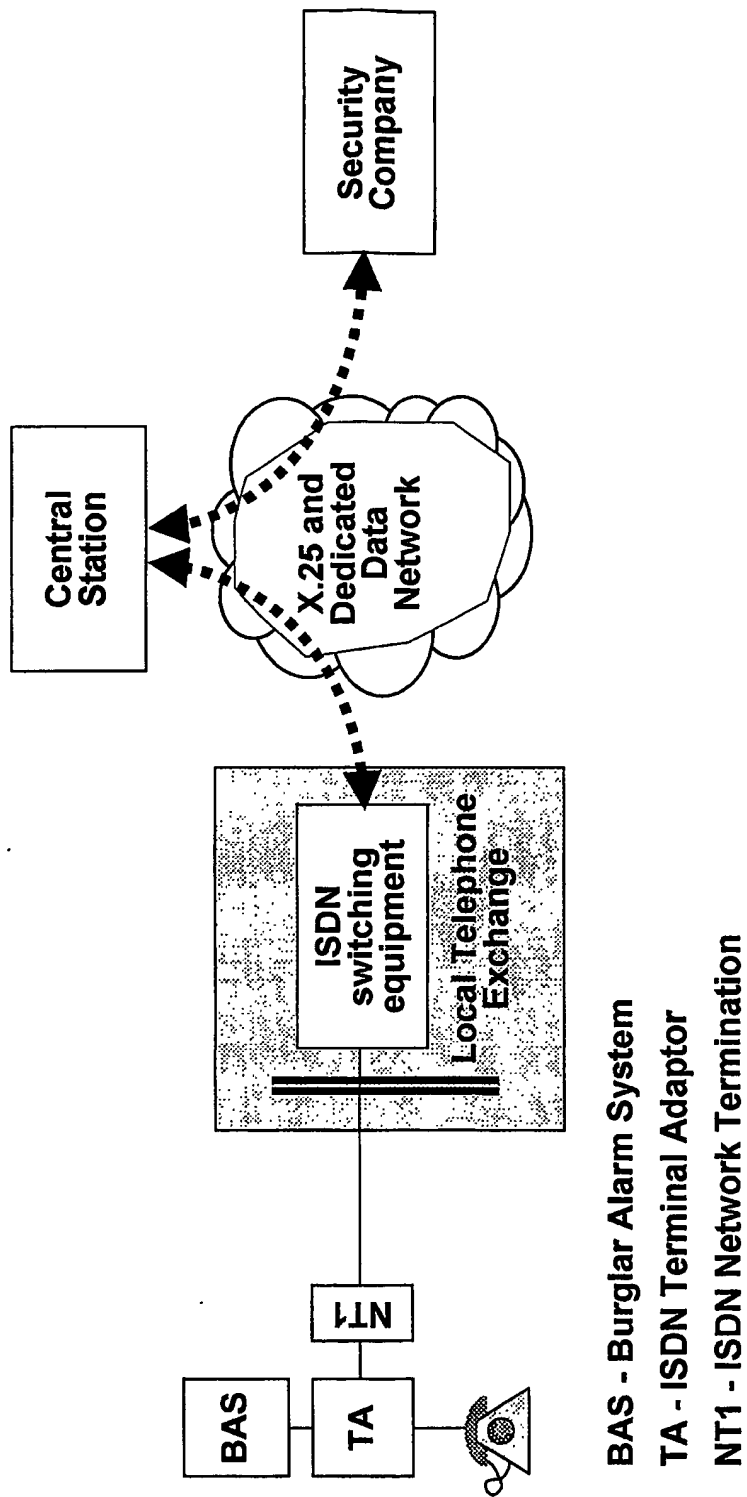 BAS
TA
NT1
ISDN
switching
equipment
Local Telephone
Exchange
Central
Station
X.25 and
Dedicated
Data
Network
Security
Company
BAS - Burglar Alarm System
TA - ISDN Terminal Adaptor
NT1 - ISDN Network Termination